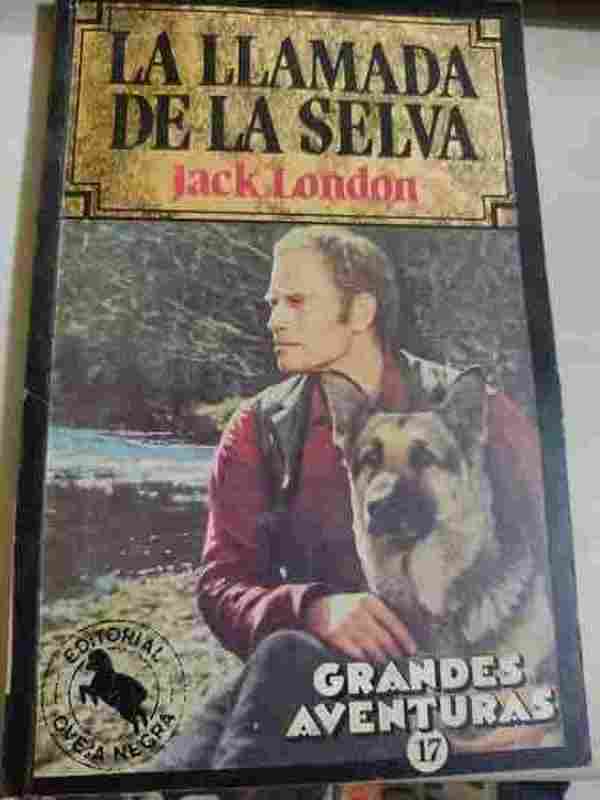 LA LLAMADA
DE LA SELVA
Jack London
EDITORIAL
OVEJA NEGRA
GRANDES
AVENTURAS
17